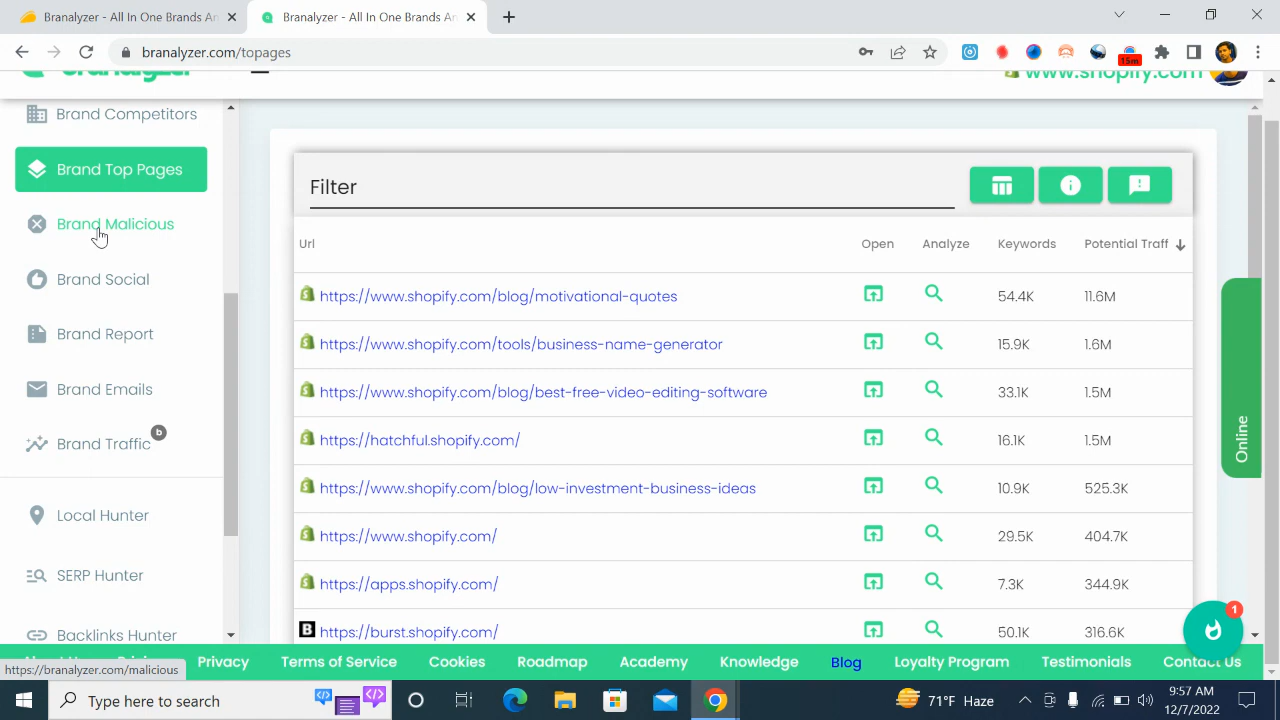 Branalyzer - All In One Brands An
Branalyzer - All In One Brands An
branalyzer.com/topages
15m
www.shopify.com
Brand Competitors
Brand Top Pages
Brand Malicious
Brand Social
Brand Report
Brand Emails
Brand Traffic b
Local Hunter
SERP Hunter
Backlinks Hunter
Filter
Url Open Analyze Keywords Potential Traff
https://www.shopify.com/blog/motivational-quotes 54.4K 11.6M
https://www.shopify.com/tools/business-name-generator 15.9K 1.6M
https://www.shopify.com/blog/best-free-video-editing-software 33.1K 1.5M
https://hatchful.shopify.com/ 16.1K 1.5M
https://www.shopify.com/blog/low-investment-business-ideas 10.9K 525.3K
https://www.shopify.com/ 29.5K 404.7K
https://apps.shopify.com/ 7.3K 344.9K
B https://burst.shopify.com/ 50.1K 316.6K
Online
1
Privacy Terms of Service Cookies Roadmap Academy Knowledge Blog Loyalty Program Testimonials Contact Us
https://branalyzer.com/malicious
Type here to search
71°F Haze
9:57 AM
12/7/2022